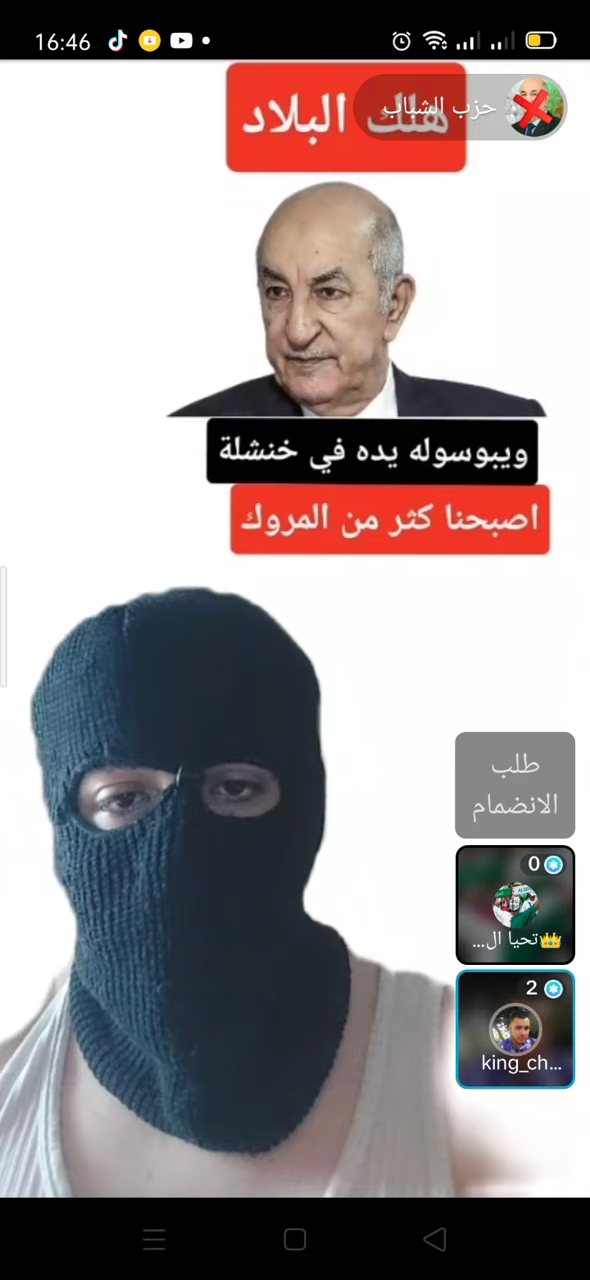 16:46
هلك البلاد
حزب الشباب
ويبوسوله يده في خنشلة
اصبحنا كثر من المروك
طلب
الانضمام
0
👑تحيا ال...
2
king_ch...